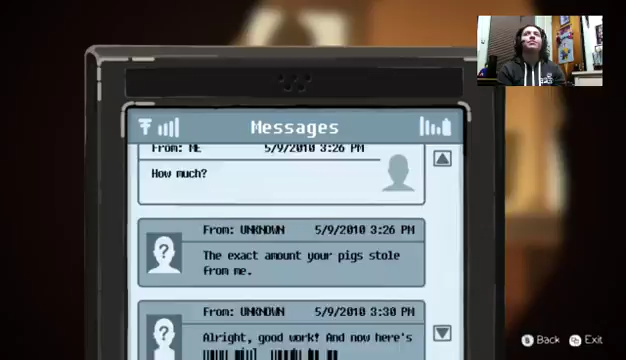 Messages
From: ME 5/9/2010 3:26 PM
How much?
From: UNKNOWN 5/9/2010 3:26 PM
The exact amount your pigs stole
from me.
From: UNKNOWN 5/9/2010 3:30 PM
Alright, good work! And now here's
Back Exit